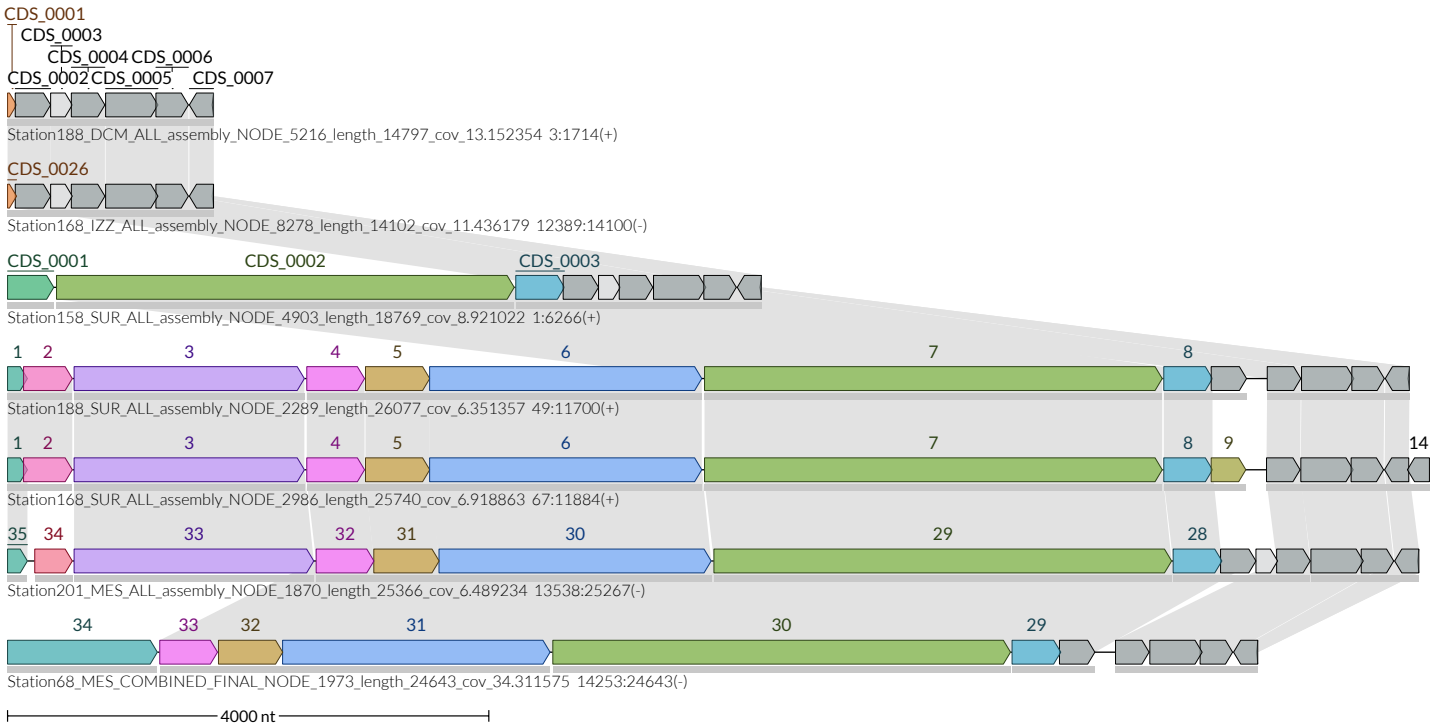 CDS_0001
CDS_0003
CDS_0004 CDS_0006
CDS_0002 CDS_0005 CDS_0007
Station188_DCM_ALL_assembly_NODE_5216_length_14797_cov_13.152354 3:1714(+)
CDS_0026
Station168_IZZ_ALL_assembly_NODE_8278_length_14102_cov_11.436179 12389:14100(-)
CDS_0001 CDS_0002 CDS_0003
Station158_SUR_ALL_assembly_NODE_4903_length_18769_cov_8.921022 1:6266(+)
1 2 3 4 5 6 7 8
Station188_SUR_ALL_assembly_NODE_2289_length_26077_cov_6.351357 49:11700(+)
1 2 3 4 5 6 7 8 9 14
Station168_SUR_ALL_assembly_NODE_2986_length_25740_cov_6.918863 67:11884(+)
35 34 33 32 31 30 29 28
Station201_MES_ALL_assembly_NODE_1870_length_25366_cov_6.489234 13538:25267(-)
34 33 32 31 30 29
Station68_MES_COMBINED_FINAL_NODE_1973_length_24643_cov_34.311575 14253:24643(-)
4000 nt